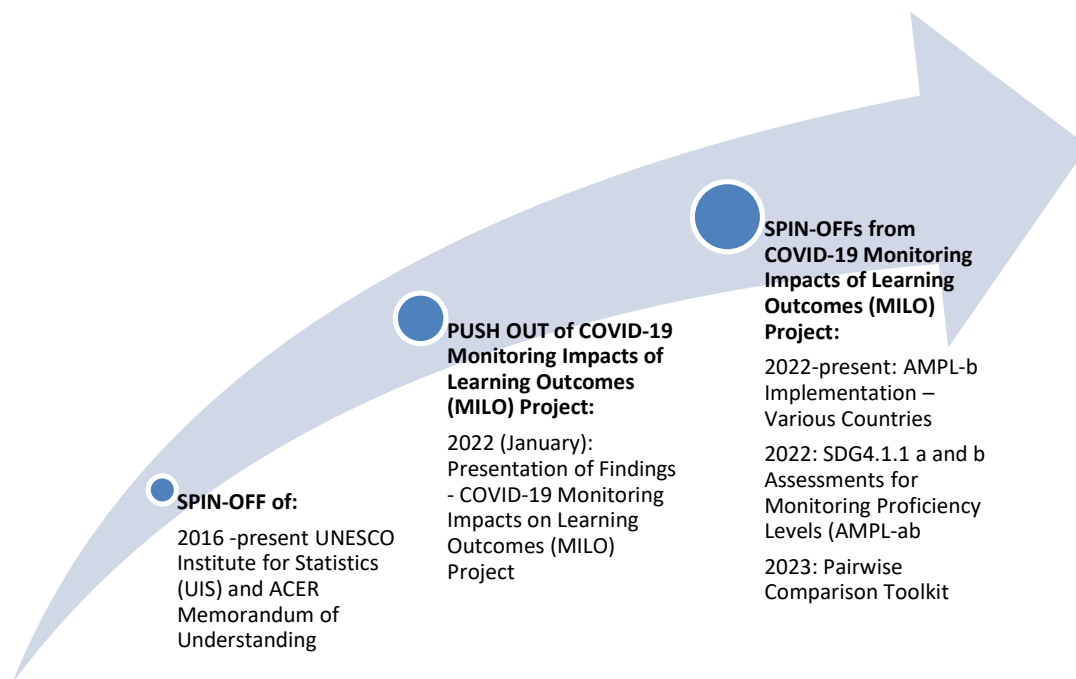 SPIN-OFF of:
2016 -present UNESCO
Institute for Statistics
(UIS) and ACER
Memorandum of
Understanding
PUSH OUT of COVID-19
Monitoring Impacts of
Learning Outcomes
(MILO) Project:
2022 (January):
Presentation of Findings
- COVID-19 Monitoring
Impacts on Learning
Outcomes (MILO)
Project
SPIN-OFFs from
COVID-19 Monitoring
Impacts of Learning
Outcomes (MILO)
Project:
2022-present: AMPL-b
Implementation –
Various Countries
2022: SDG4.1.1 a and b
Assessments for
Monitoring Proficiency
Levels (AMPL-ab
2023: Pairwise
Comparison Toolkit